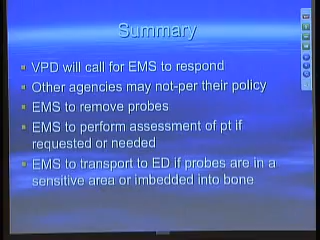 Summary
VPD will call for EMS to respond
Other agencies may not-per their policy
EMS to remove probes
EMS to perform assessment of pt if
requested or needed
EMS to transport to ED if probes are in a
sensitive area or imbedded into bone